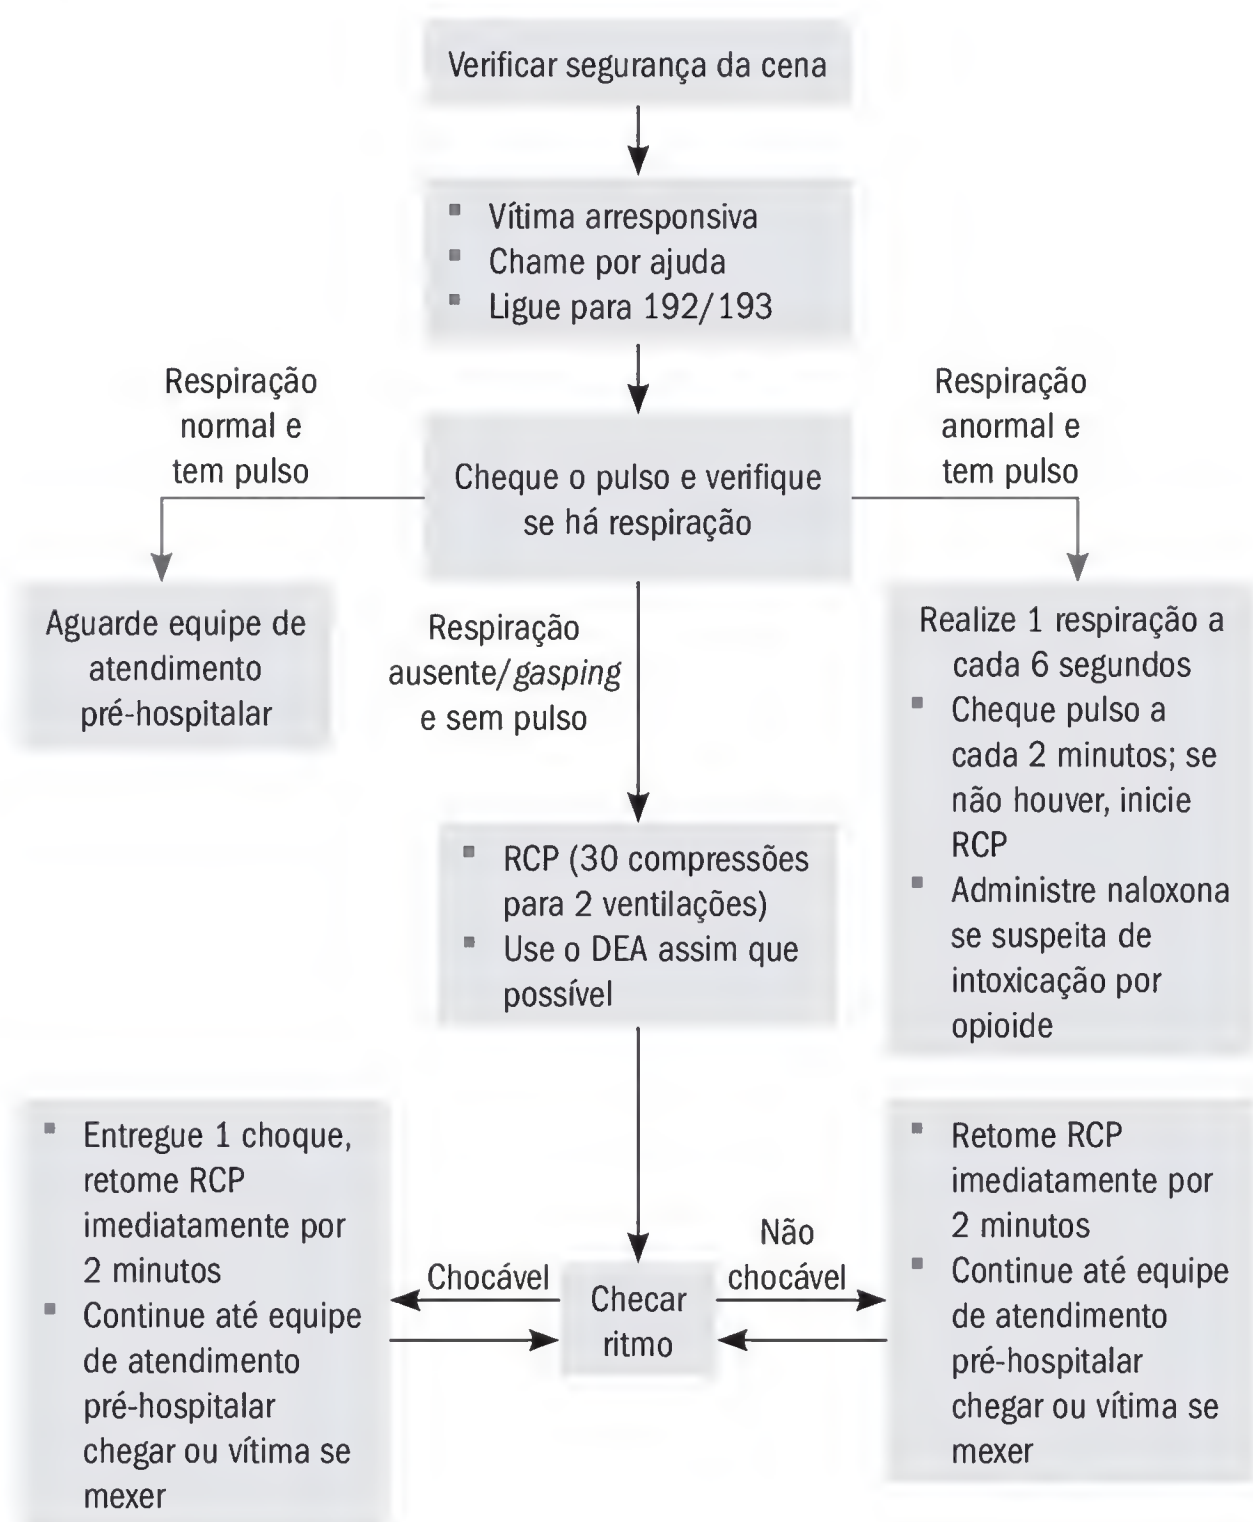 Verificar segurança da cena
▪ Vítima arresponsiva
▪ Chame por ajuda
▪ Ligue para 192/193
Respiração
normal e
tem pulso
Cheque o pulso e verifique
se há respiração
Respiração
anormal e
tem pulso
Aguarde equipe de
atendimento
pré-hospitalar
Respiração
ausente/gasping
e sem pulso
Realize 1 respiração a
cada 6 segundos
▪ Cheque pulso a
cada 2 minutos; se
não houver, inicie
RCP
▪ Administre naloxona
se suspeita de
intoxicação por
opioide
▪ RCP (30 compressões
para 2 ventilações)
▪ Use o DEA assim que
possível
▪ Entregue 1 choque,
retome RCP
imediatamente por
2 minutos
▪ Continue até equipe
de atendimento
pré-hospitalar
chegar ou vítima se
mexer
Chocável
Checar
ritmo
Não
chocável
▪ Retome RCP
imediatamente por
2 minutos
▪ Continue até equipe
de atendimento
pré-hospitalar
chegar ou vítima se
mexer